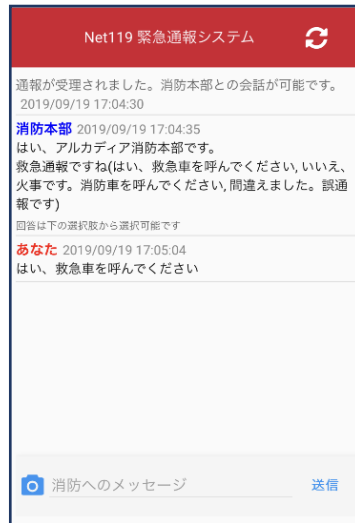 Net119 緊急通報システム
通報が受理されました。消防本部との会話が可能です。
2019/09/19 17:04:30
消防本部 2019/09/19 17:04:35
はい、アルカディア消防本部です。
救急通報ですね(はい、救急車を呼んでください, いいえ、
火事です。消防車を呼んでください, 間違えました。誤通
報です)
回答は下の選択肢から選択可能です
あなた 2019/09/19 17:05:04
はい、救急車を呼んでください
消防へのメッセージ 送信